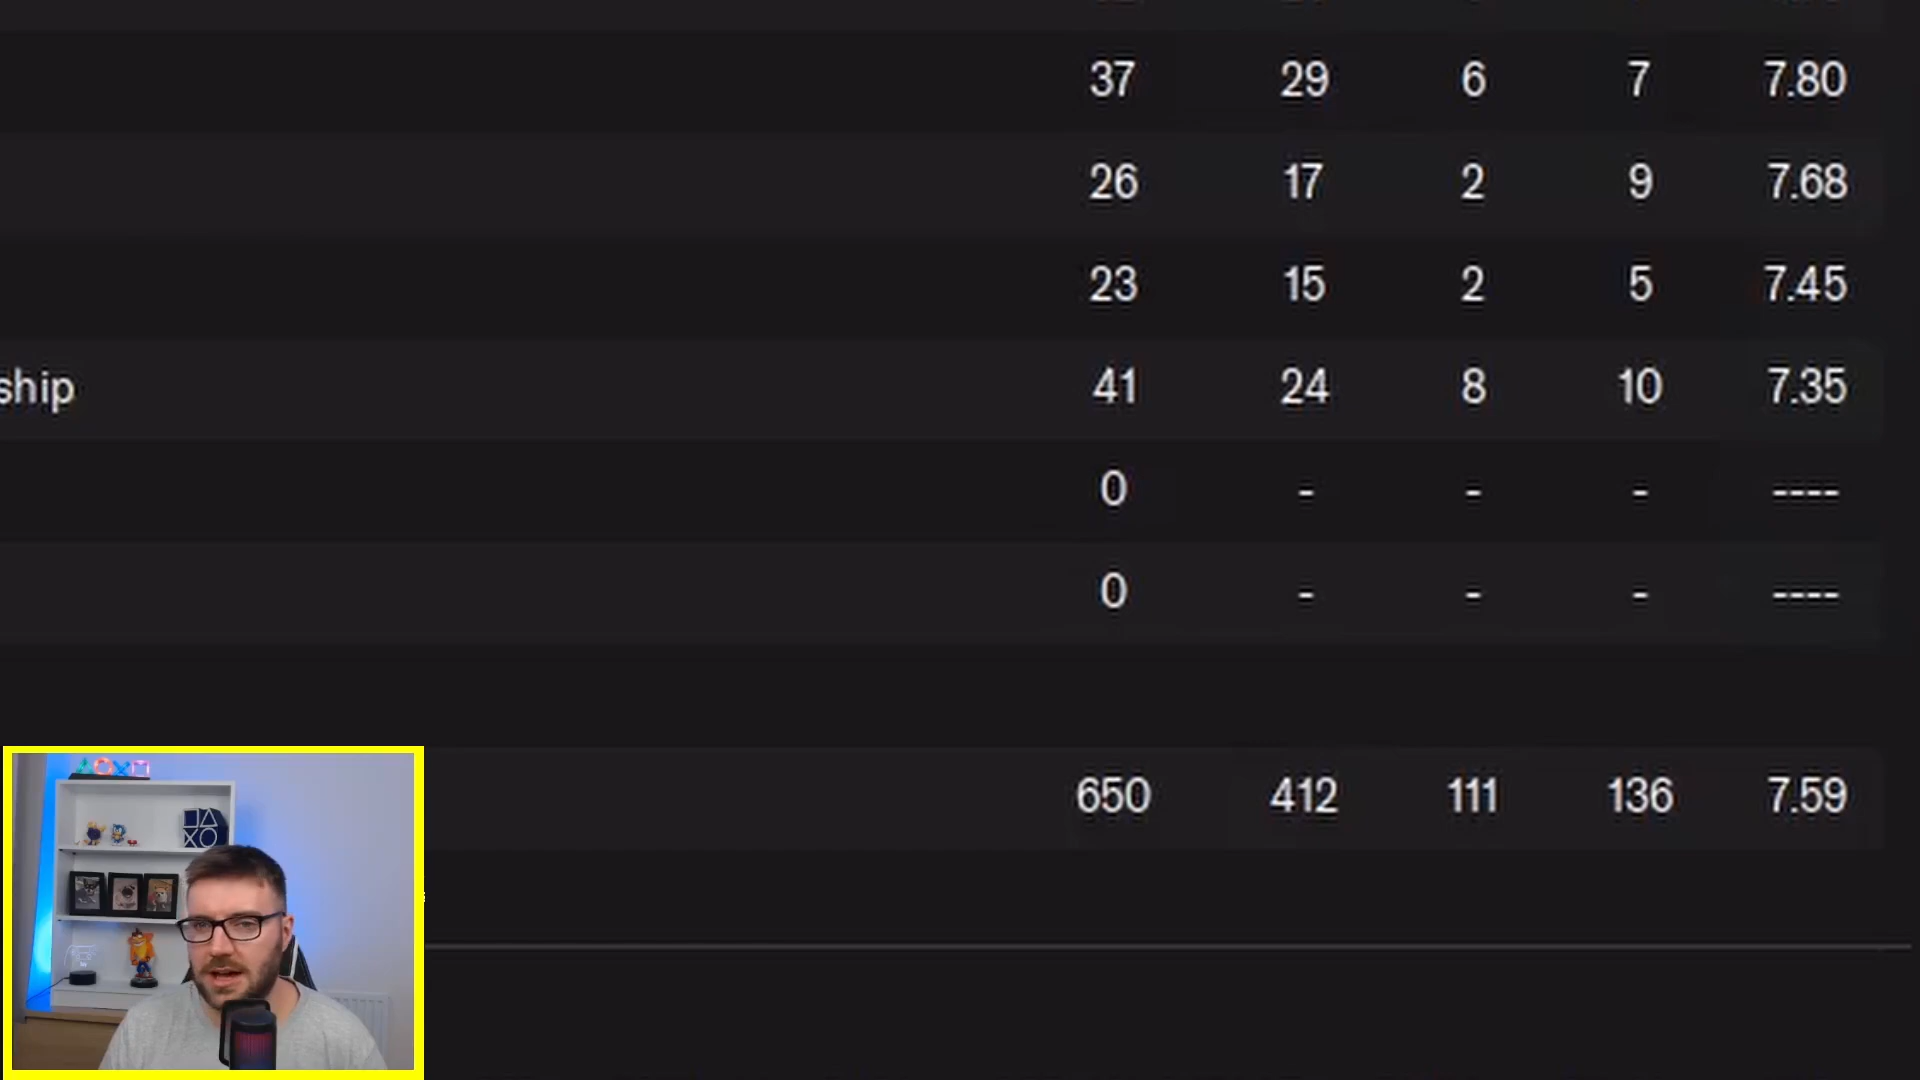 37 29 6 7 7.80
26 17 2 9 7.68
23 15 2 5 7.45
ship 41 24 8 10 7.35
0 - - - ----
0 - - - ----
650 412 111 136 7.59